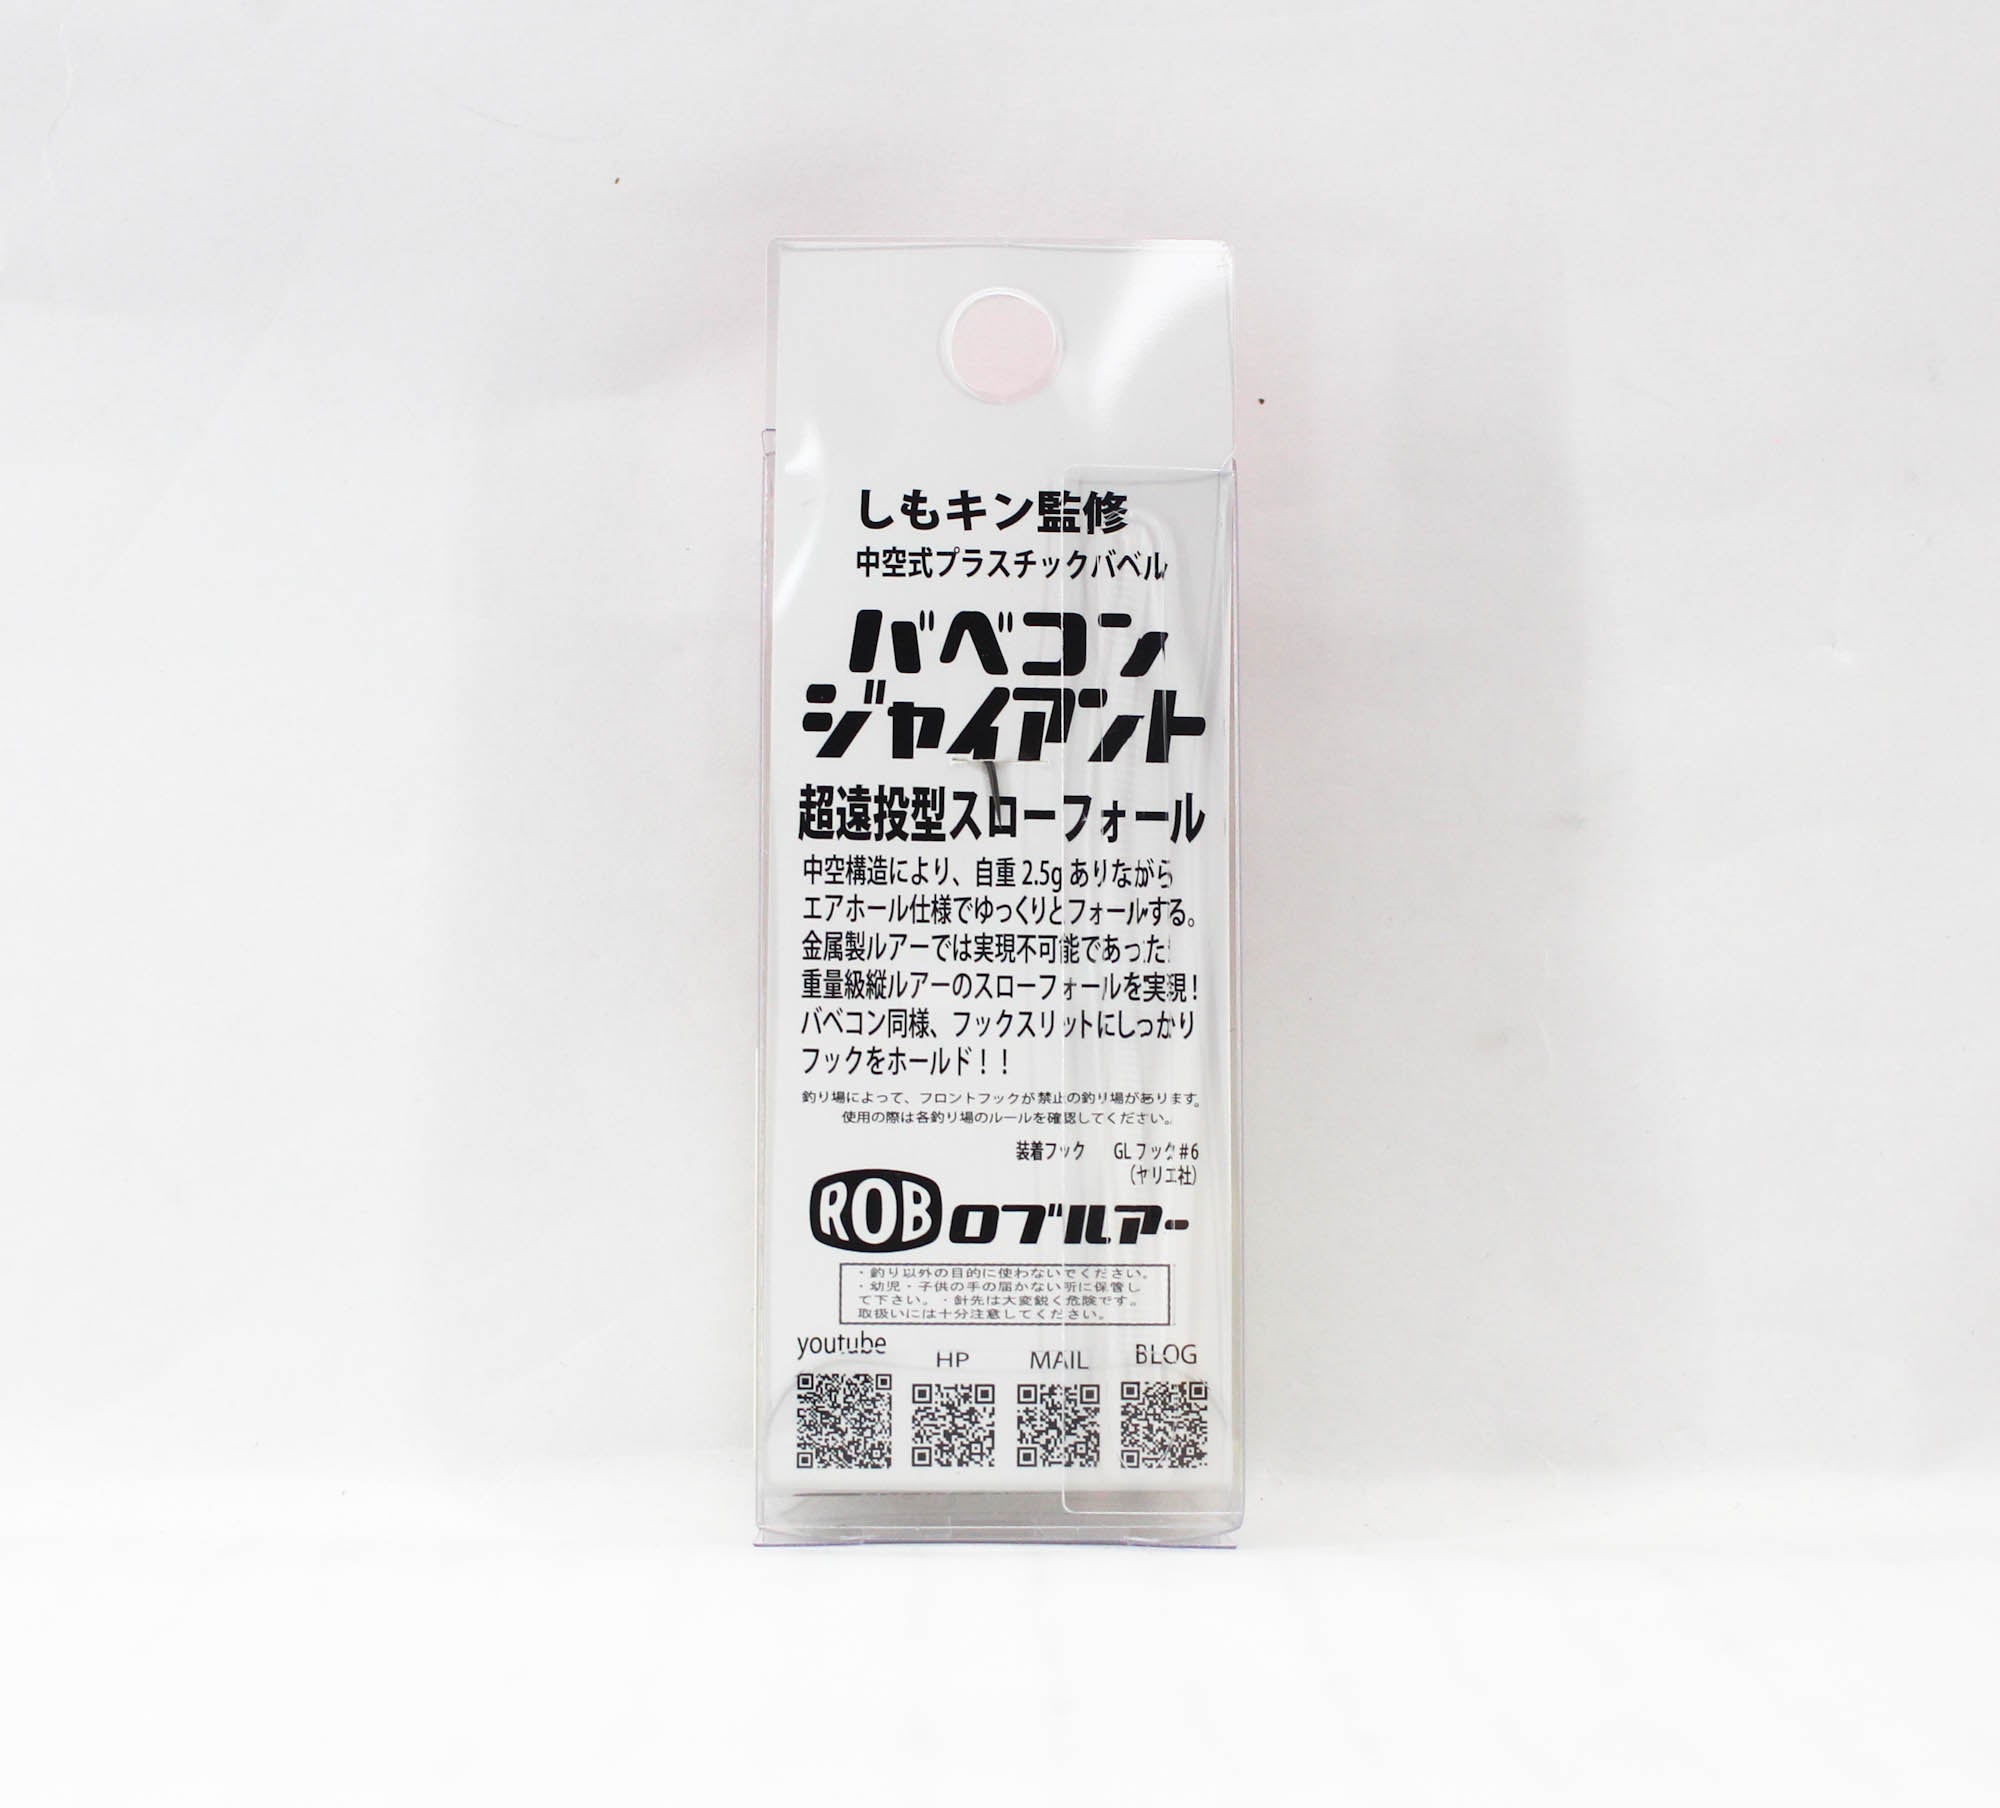 しもキン監修
中空式プラスチックバベル
バベコン
ジャイアント
超遠投型スローフォール
中空構造により、自重2.5gありながら
エアホール仕様でゆっくりとフォールする。
金属製ルアーでは実現不可能であった
重量級縦ルアーのスローフォールを実現!
バベコン同様、フックスリットにしっかり
フックをホールド!!
釣り場によって、フロントフックが禁止の釣り場があります。
使用の際は各釣り場のルールを確認してください。
装着フック GLフック#6
(ヤリエ社)
ROB ロブルアー
・釣り以外の目的に使わないでください。
・幼児・子供の手の届かない所に保管し
て下さい。・針先は大変鋭く危険です。
取扱いには十分注意してください。
youtube HP MAIL BLOG